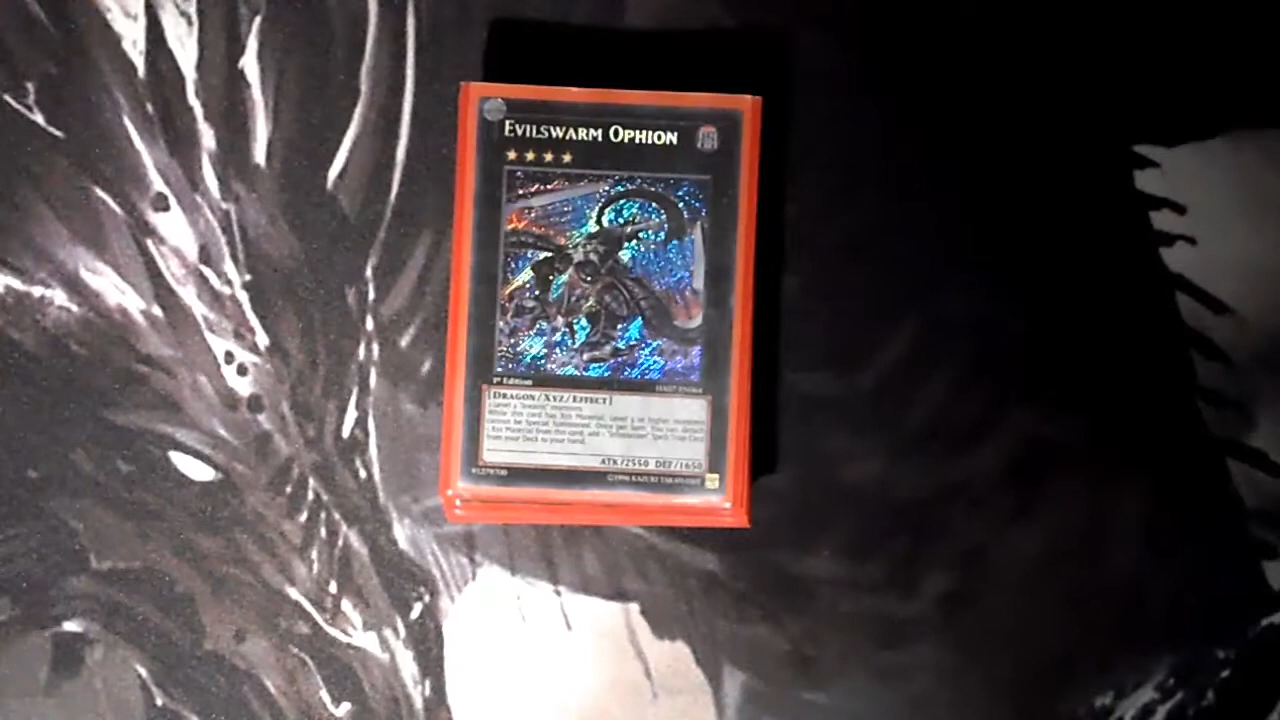 EVILSWARM OPHION
1st Edition
HA07-EN064
[DRAGON/XYZ/EFFECT]
2 Level 4 "lswarm" monsters
While this card has Xyz Material, Level 5 or higher monsters
cannot be Special Summoned. Once per turn: You can detach
1 Xyz Material from this card; add 1 "Infestation" Spell/Trap Card
from your Deck to your hand.
ATK/2550 DEF/1650
91279700
©1996 KAZUKI TAKAHASHI